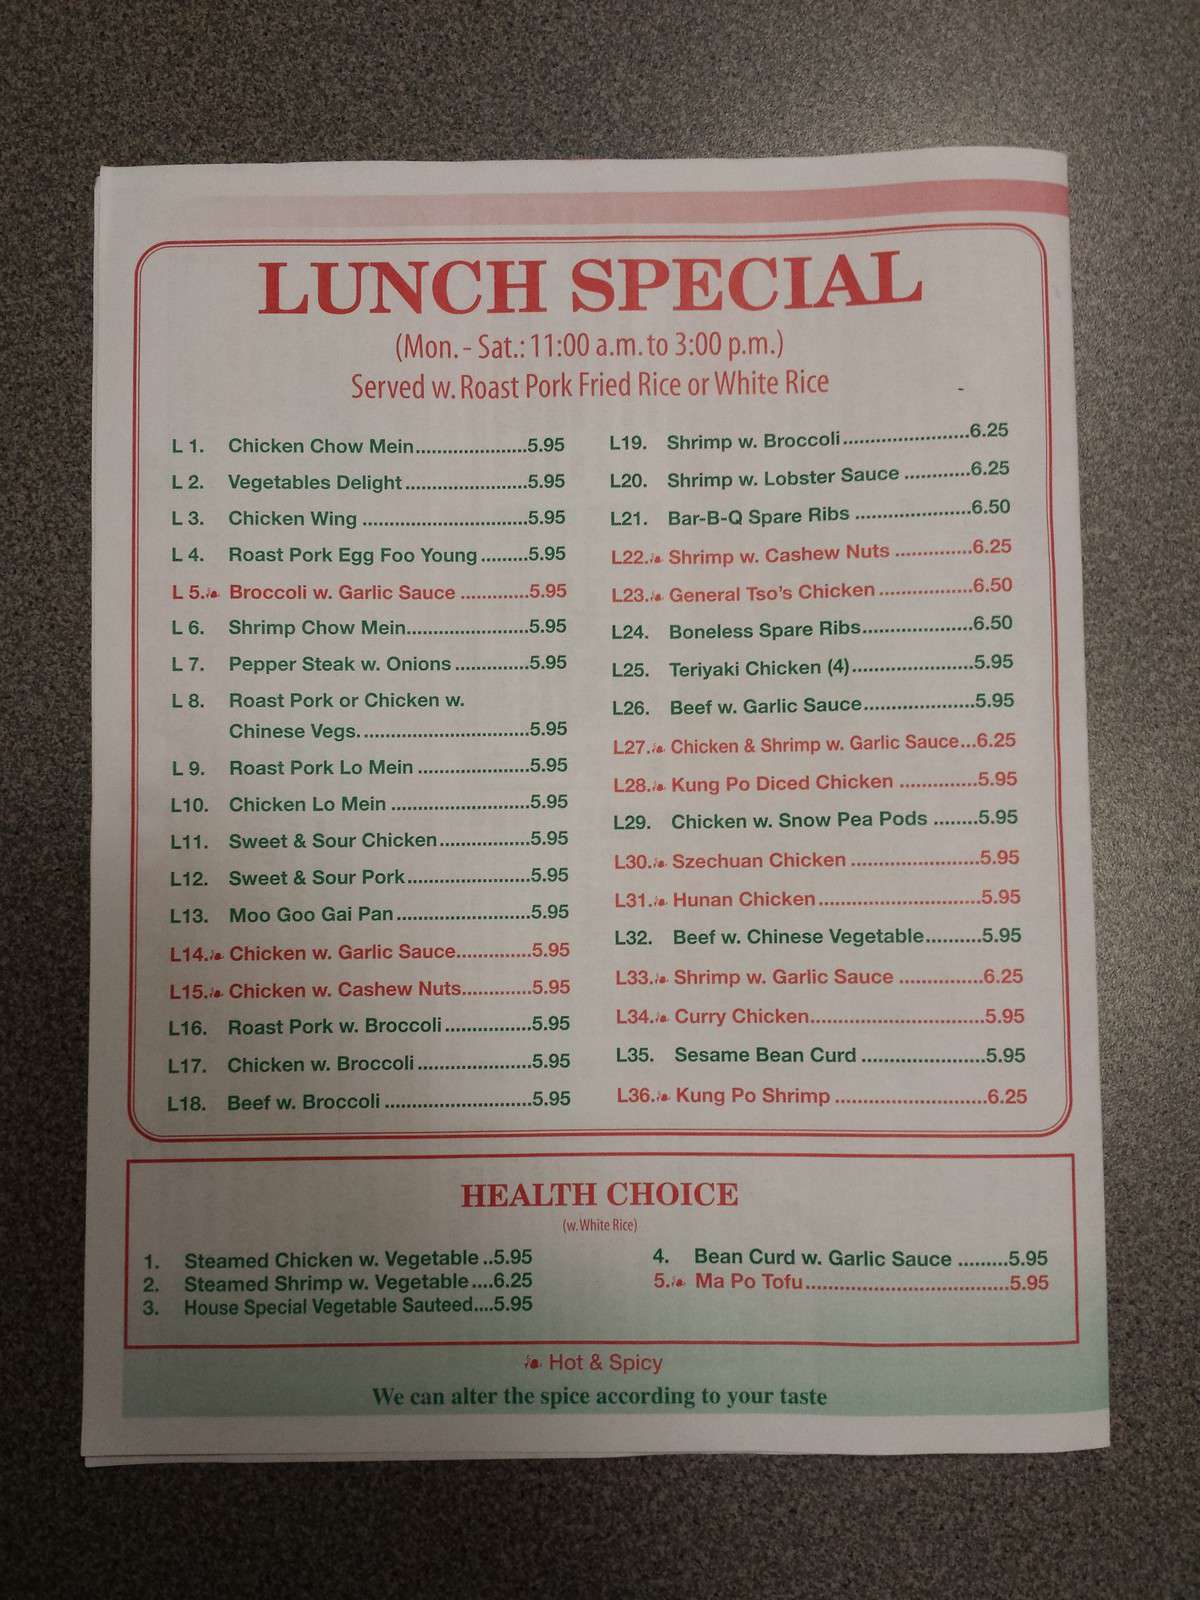 LUNCH SPECIAL
(Mon. - Sat.: 11:00 a.m. to 3:00 p.m.)
Served w. Roast Pork Fried Rice or White Rice
L 1. Chicken Chow Mein.......................5.95
L 2. Vegetables Delight.........................5.95
L 3. Chicken Wing ..................................5.95
L 4. Roast Pork Egg Foo Young..........5.95
L 5. Broccoli w. Garlic Sauce ............5.95
L 6. Shrimp Chow Mein.........................5.95
L 7. Pepper Steak w. Onions ...............5.95
L 8. Roast Pork or Chicken w.
Chinese Vegs...................................5.95
L 9. Roast Pork Lo Mein .......................5.95
L10. Chicken Lo Mein ............................5.95
L11. Sweet & Sour Chicken...................5.95
L12. Sweet & Sour Pork.........................5.95
L13. Moo Goo Gai Pan...........................5.95
L14. Chicken w. Garlic Sauce...............5.95
L15. Chicken w. Cashew Nuts..............5.95
L16. Roast Pork w. Broccoli..................5.95
L17. Chicken w. Broccoli.......................5.95
L18. Beef w. Broccoli .............................5.95
L19. Shrimp w. Broccoli.........................6.25
L20. Shrimp w. Lobster Sauce .............6.25
L21. Bar-B-Q Spare Ribs .......................6.50
L22. Shrimp w. Cashew Nuts ...............6.25
L23. General Tso's Chicken...................6.50
L24. Boneless Spare Ribs......................6.50
L25. Teriyaki Chicken (4)........................5.95
L26. Beef w. Garlic Sauce......................5.95
L27. Chicken & Shrimp w. Garlic Sauce...6.25
L28. Kung Po Diced Chicken ...............5.95
L29. Chicken w. Snow Pea Pods ........5.95
L30. Szechuan Chicken .........................5.95
L31. Hunan Chicken................................5.95
L32. Beef w. Chinese Vegetable..........5.95
L33. Shrimp w. Garlic Sauce ................6.25
L34. Curry Chicken..................................5.95
L35. Sesame Bean Curd ........................5.95
L36. Kung Po Shrimp .............................6.25
HEALTH CHOICE
(w. White Rice)
1. Steamed Chicken w. Vegetable ..5.95
2. Steamed Shrimp w. Vegetable....6.25
3. House Special Vegetable Sauteed....5.95
4. Bean Curd w. Garlic Sauce .........5.95
5. Ma Po Tofu.....................................5.95
Hot & Spicy
We can alter the spice according to your taste